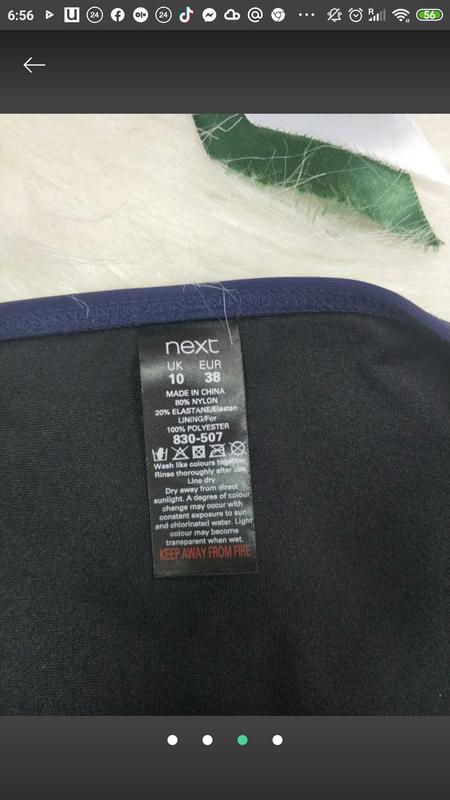 6:56
24
24
R
56
next
UK EUR
10 38
MADE IN CHINA
80% NYLON
20% ELASTANE/Elastan
LINING/For
100% POLYESTER
830-507
Wash like colours together
Rinse thoroughly after use
Line dry
Dry away from direct
sunlight. A degree of colour
change may occur with
constant exposure to sun
and chlorinated water. Light
colour may become
transparent when wet.
KEEP AWAY FROM FIRE